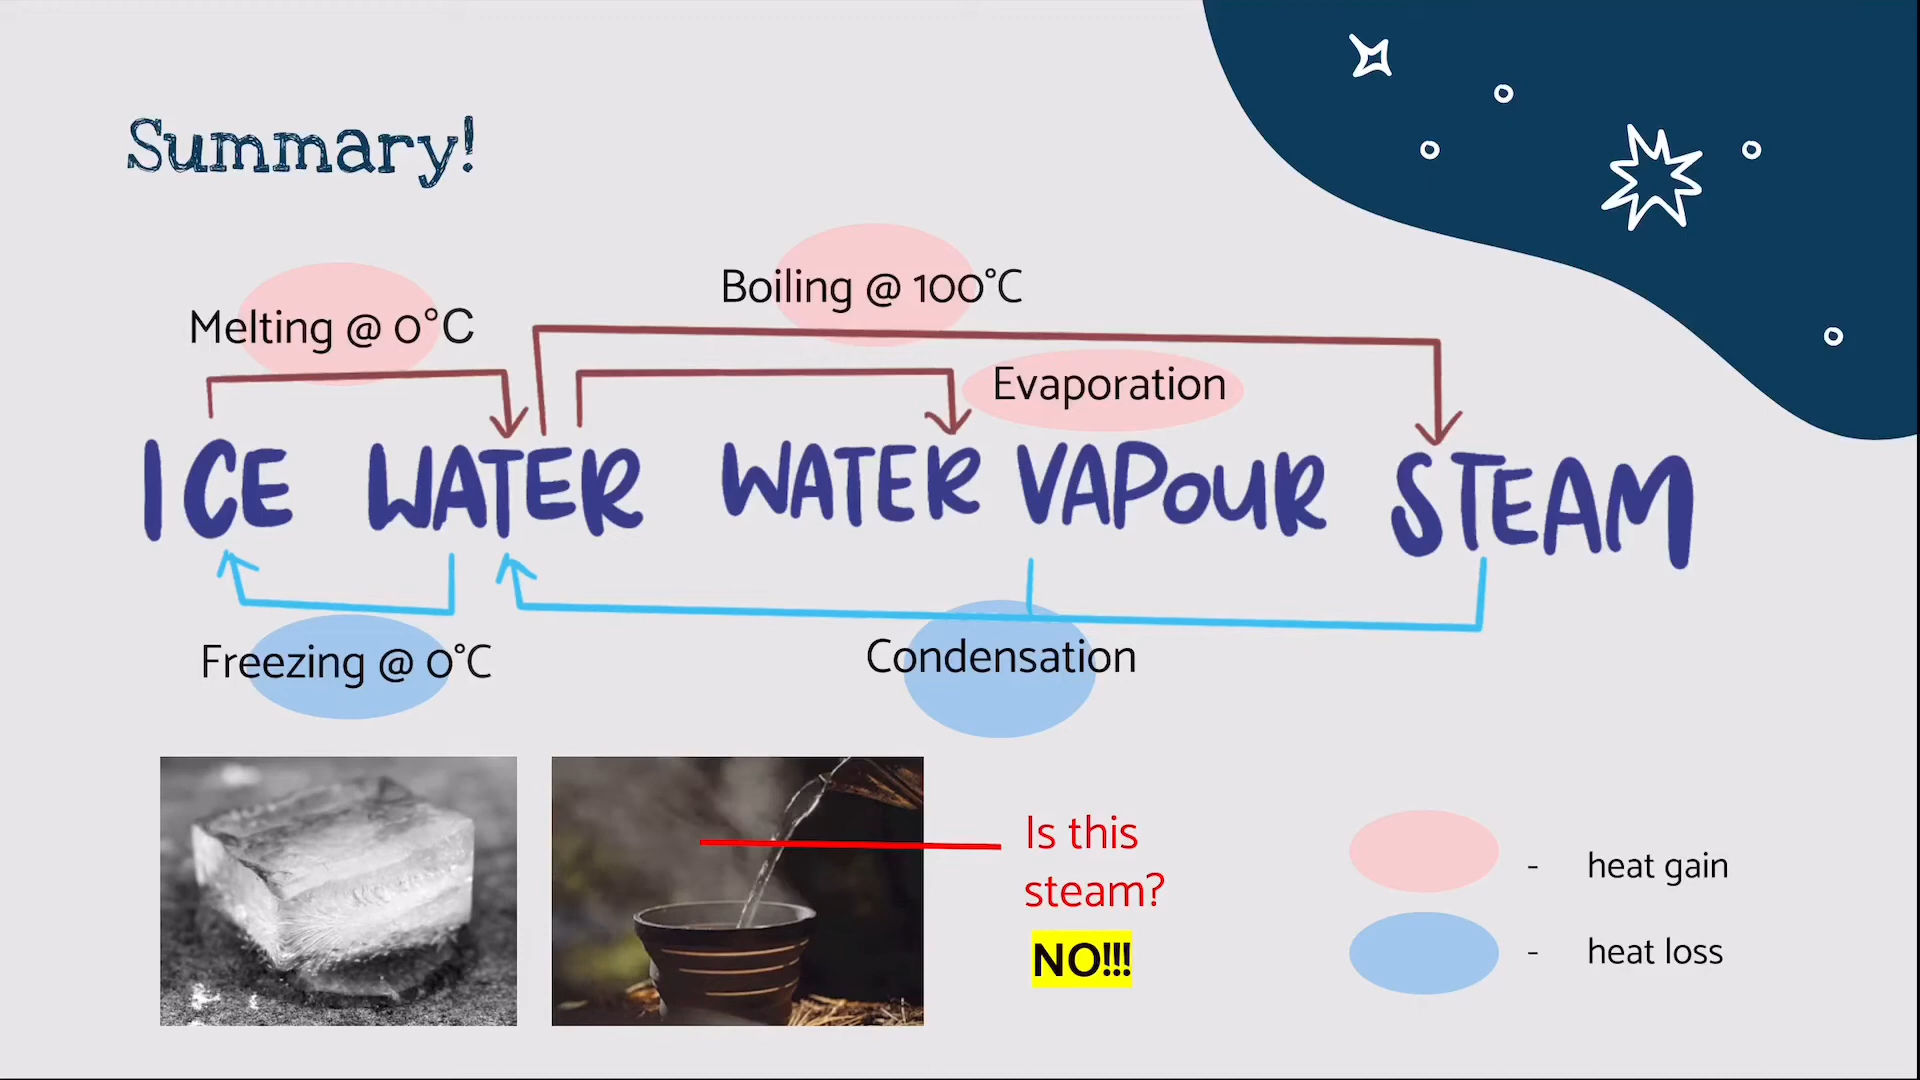 Summary!
Boiling @ 100°C
Melting @ 0°C
Evaporation
ICE WATER WATER VAPOUR STEAM
Freezing @ 0°C
Condensation
Is this
steam?
NO!!!
- heat gain
- heat loss